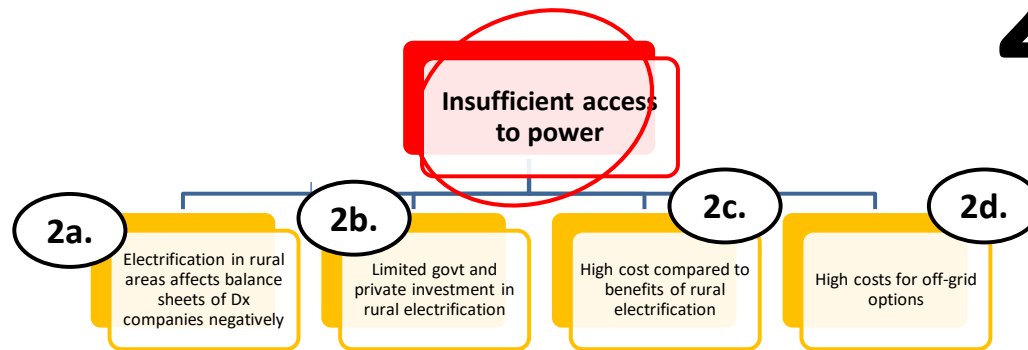 Insufficient access
to power
2a.
Electrification in rural
areas affects balance
sheets of Dx
companies negatively
2b.
Limited govt and
private investment in
rural electrification
2c.
High cost compared to
benefits of rural
electrification
2d.
High costs for off-grid
options